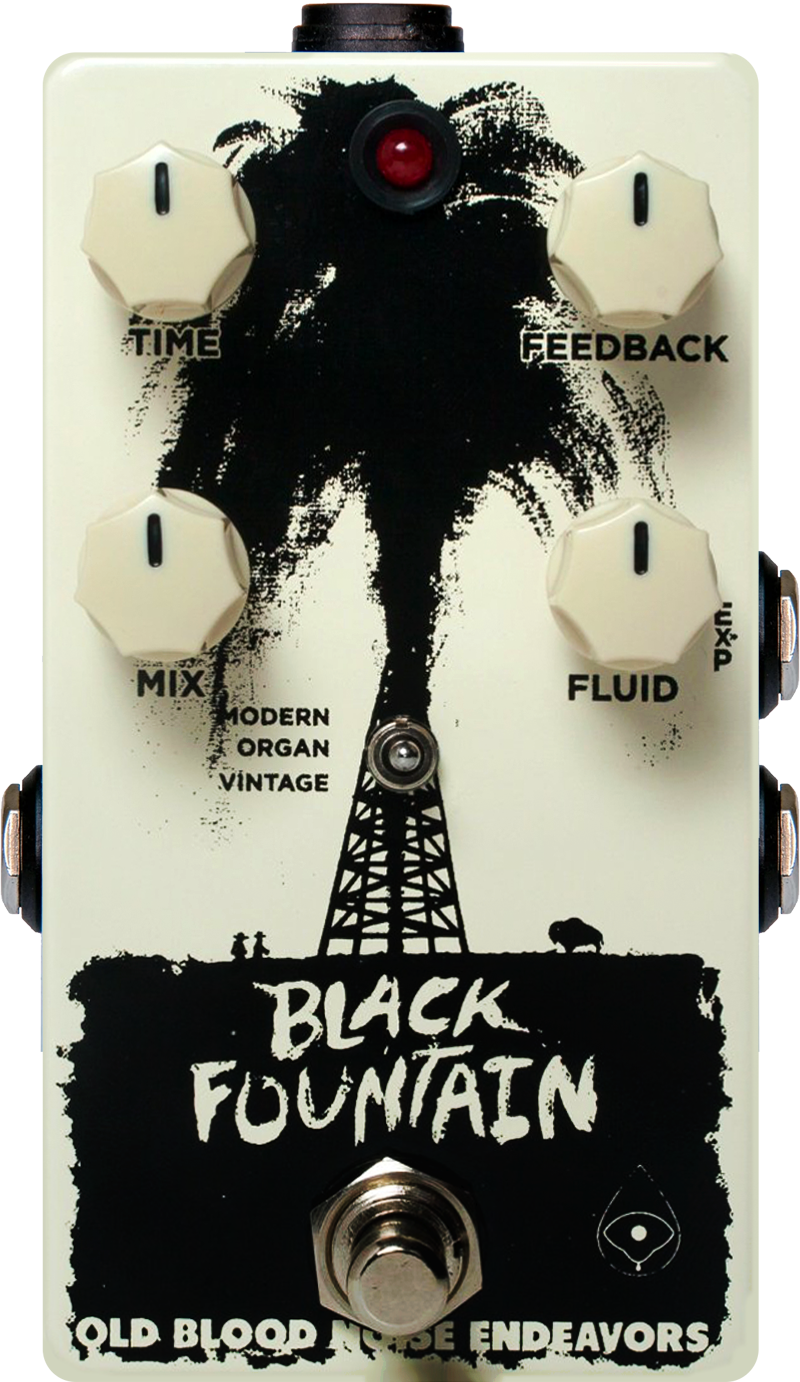 TIME
FEEDBACK
MIX
FLUID
EXP
MODERN
ORGAN
VINTAGE
BLACK
FOUNTAIN
OLD BLOOD NOISE ENDEAVORS